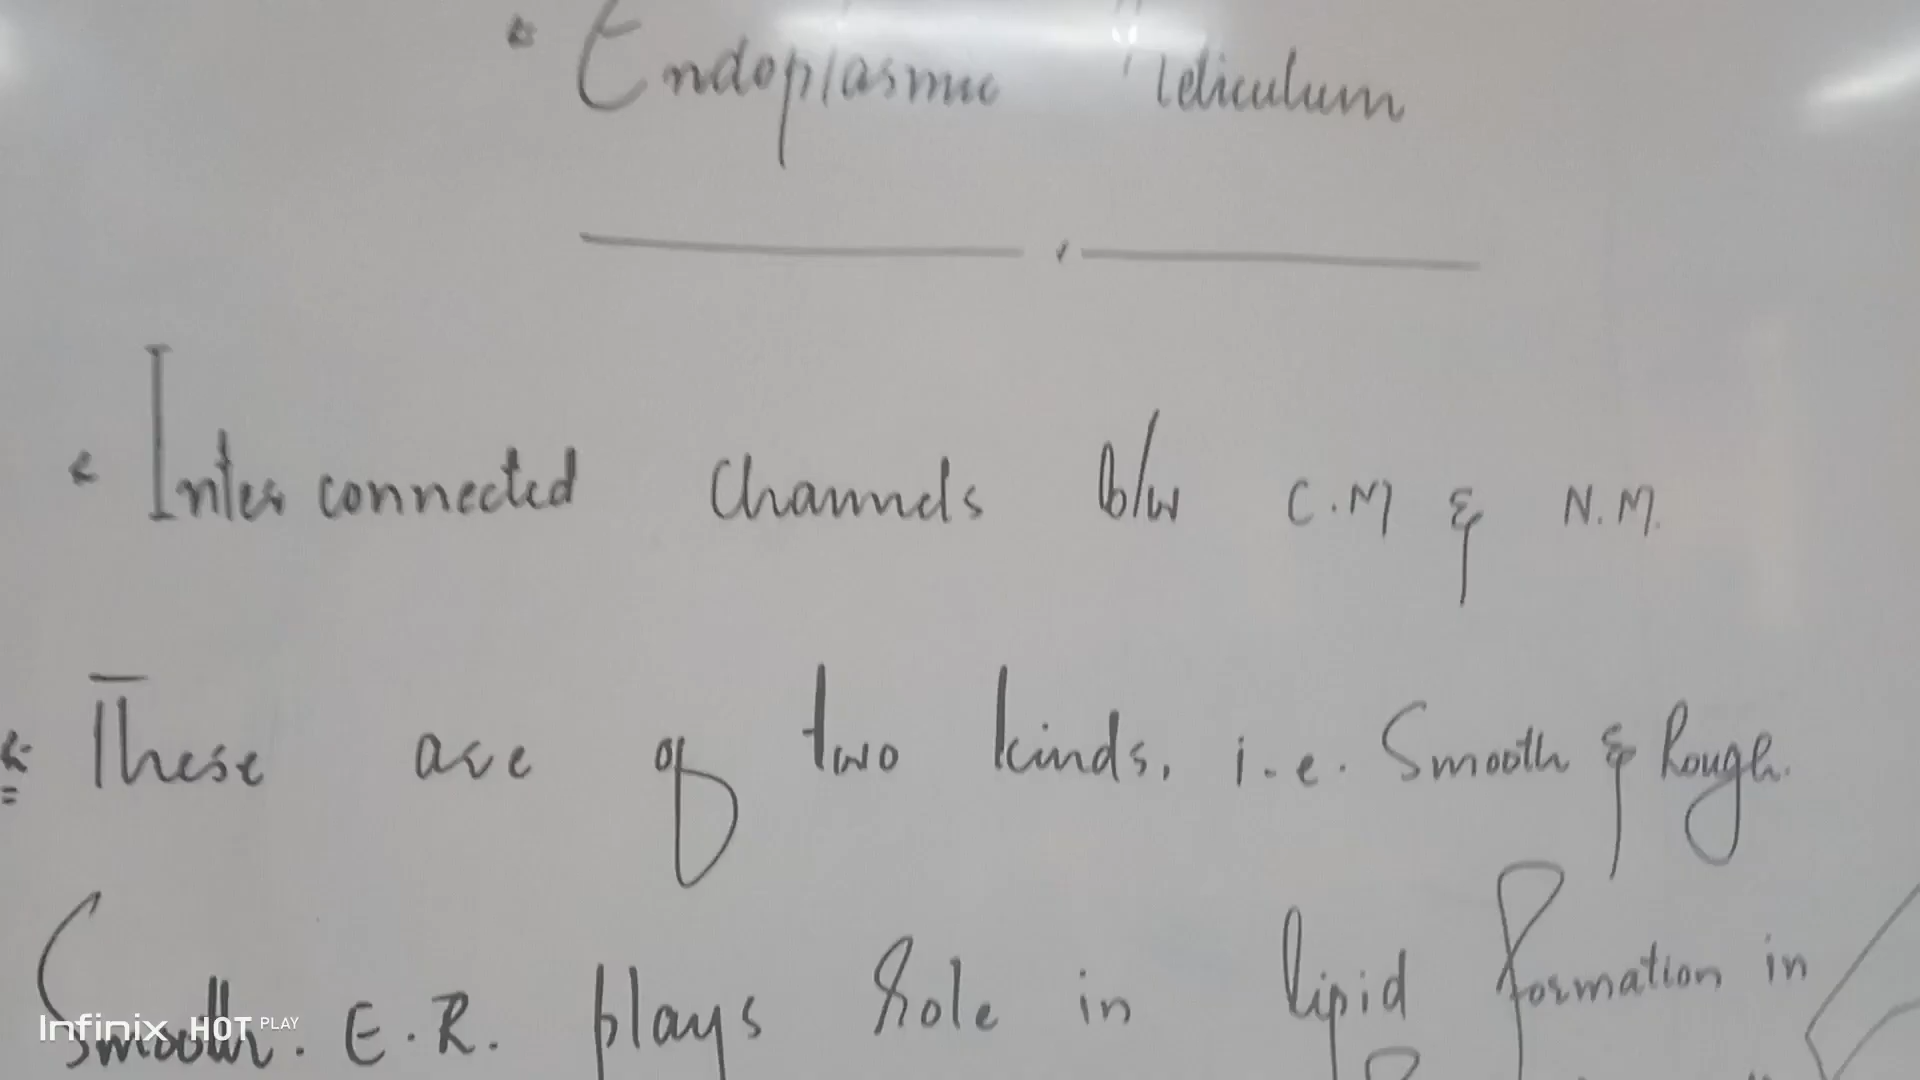 * Endoplasmic Reticulum
* Inter connected Channels b/w C.M & N.M.
* These are of two kinds, i.e. Smooth & Rough.
Smooth. E.R. plays Role in lipid formation in
Infinix HOT PLAY